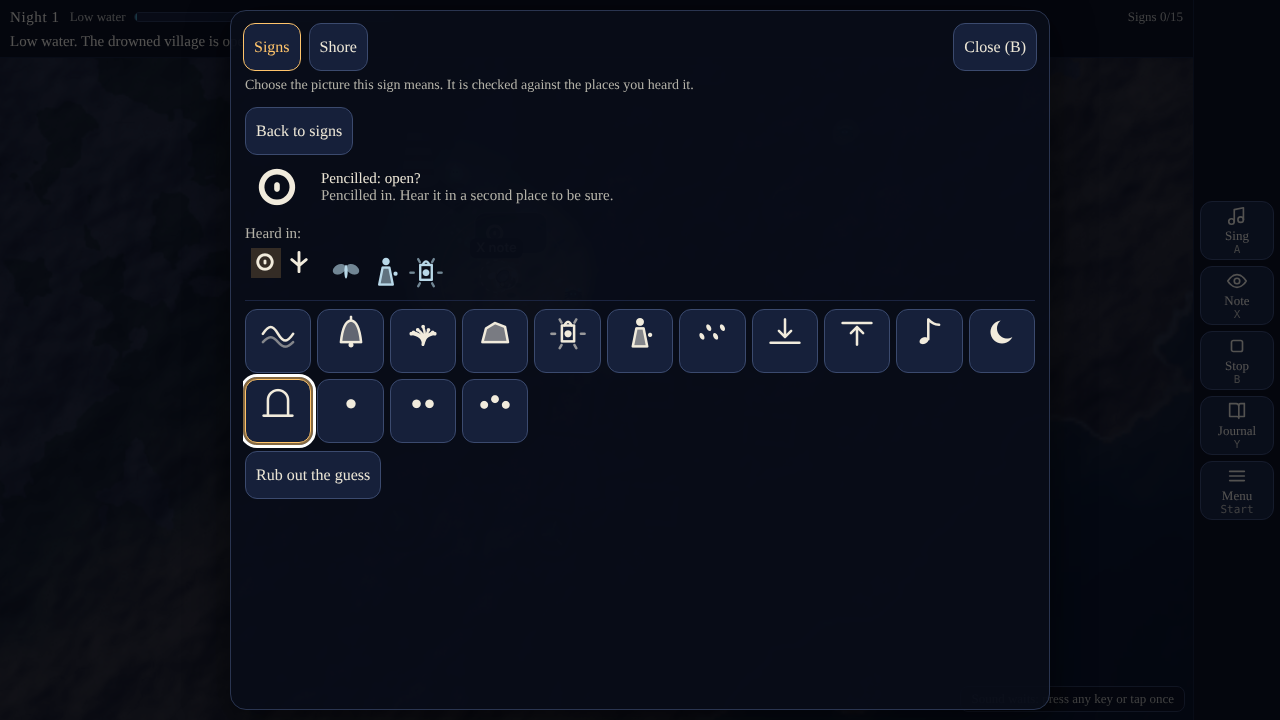 Night 1 Low water
Signs 0/15
Low water. The drowned village is o
Signs
Shore
Close (B)
Choose the picture this sign means. It is checked against the places you heard it.
Back to signs
Pencilled: open?
Pencilled in. Hear it in a second place to be sure.
Heard in:
Rub out the guess
Sing
A
Note
X
Stop
B
Journal
Y
Menu
Start
ress any key or tap once